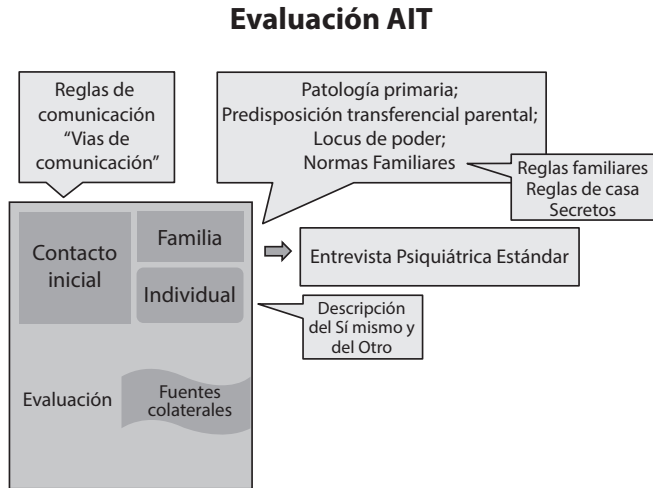 Evaluación AIT
Reglas de
comunicación
“Vias de
comunicación”
Patología primaria;
Predisposición transferencial parental;
Locus de poder;
Normas Familiares
Reglas familiares
Reglas de casa
Secretos
Contacto
inicial
Familia
Individual
Entrevista Psiquiátrica Estándar
Descripción
del Sí mismo y
del Otro
Evaluación
Fuentes
colaterales